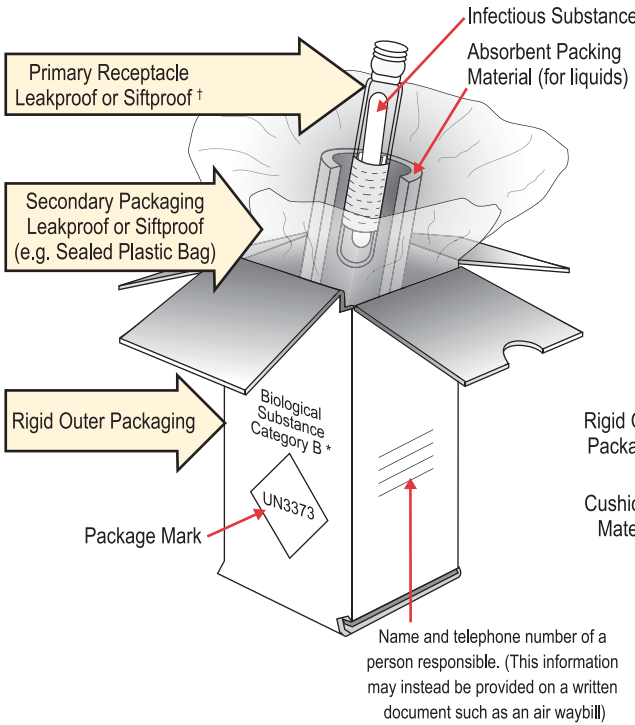 Infectious Substance
Absorbent Packing
Material (for liquids)
Primary Receptacle
Leakproof or Siftproof †
Secondary Packaging
Leakproof or Siftproof
(e.g. Sealed Plastic Bag)
Rigid Outer Packaging
Biological
Substance
Category B *
UN3373
Package Mark
Rigid
Name and telephone number of a
person responsible. (This information
may instead be provided on a written
document such as an air waybill)